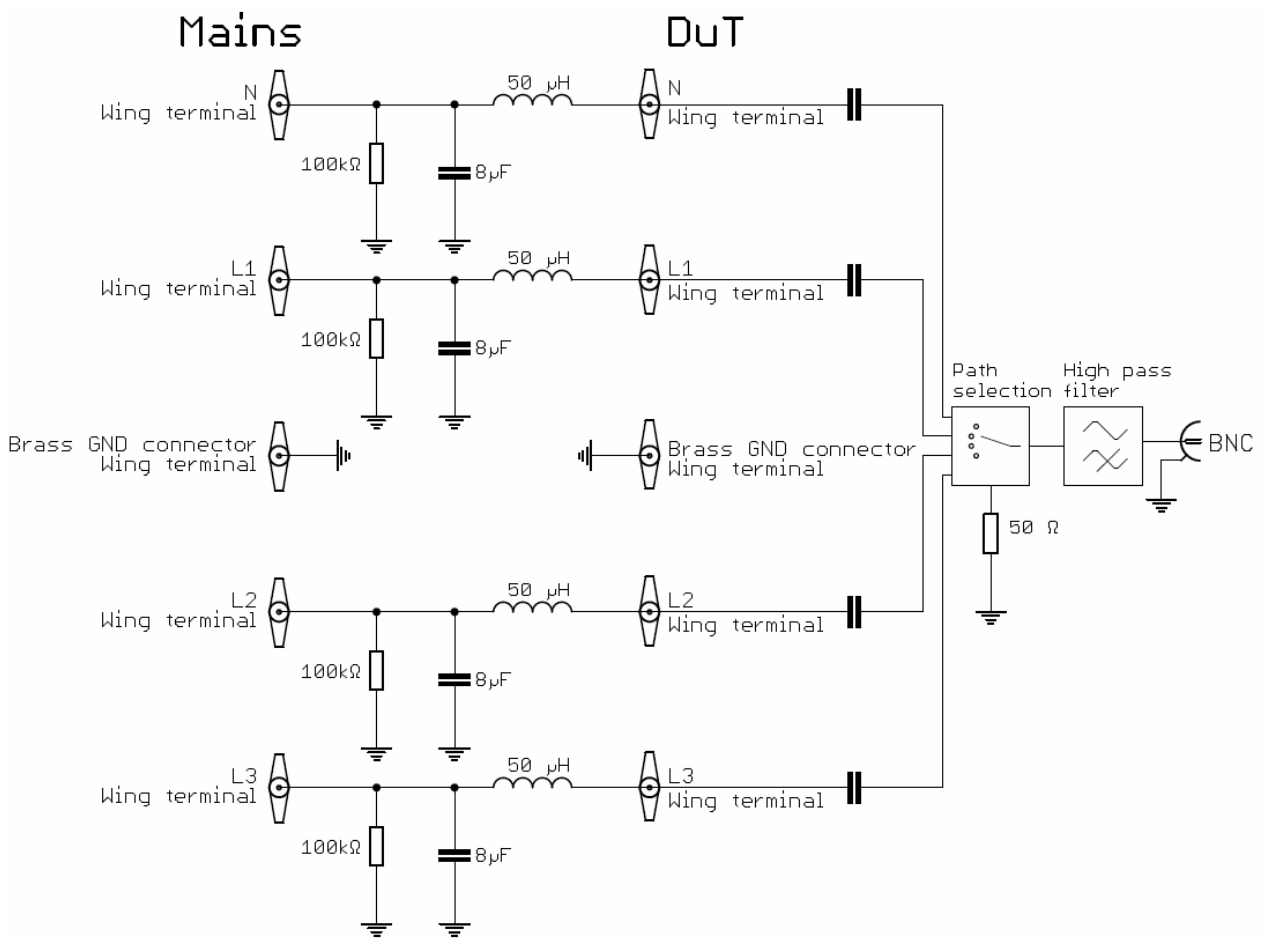 Mains
DuT
N
Wing terminal
50 µH
N
Wing terminal
100kΩ
8µF
L1
Wing terminal
50 µH
L1
Wing terminal
100kΩ
8µF
Path
selection
High pass
filter
Brass GND connector
Wing terminal
Brass GND connector
Wing terminal
BNC
50 Ω
L2
Wing terminal
50 µH
L2
Wing terminal
100kΩ
8µF
L3
Wing terminal
50 µH
L3
Wing terminal
100kΩ
8µF